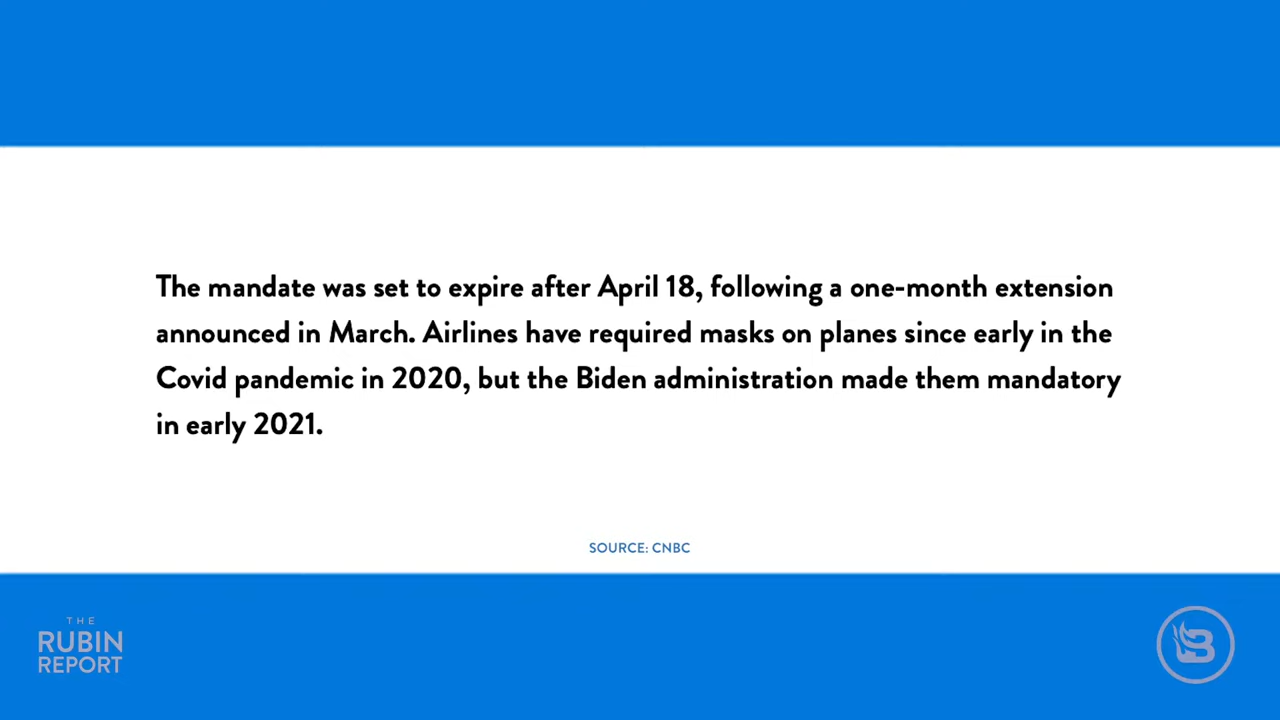 The mandate was set to expire after April 18, following a one-month extension
announced in March. Airlines have required masks on planes since early in the
Covid pandemic in 2020, but the Biden administration made them mandatory
in early 2021.
SOURCE: CNBC
THE
RUBIN
REPORT
B